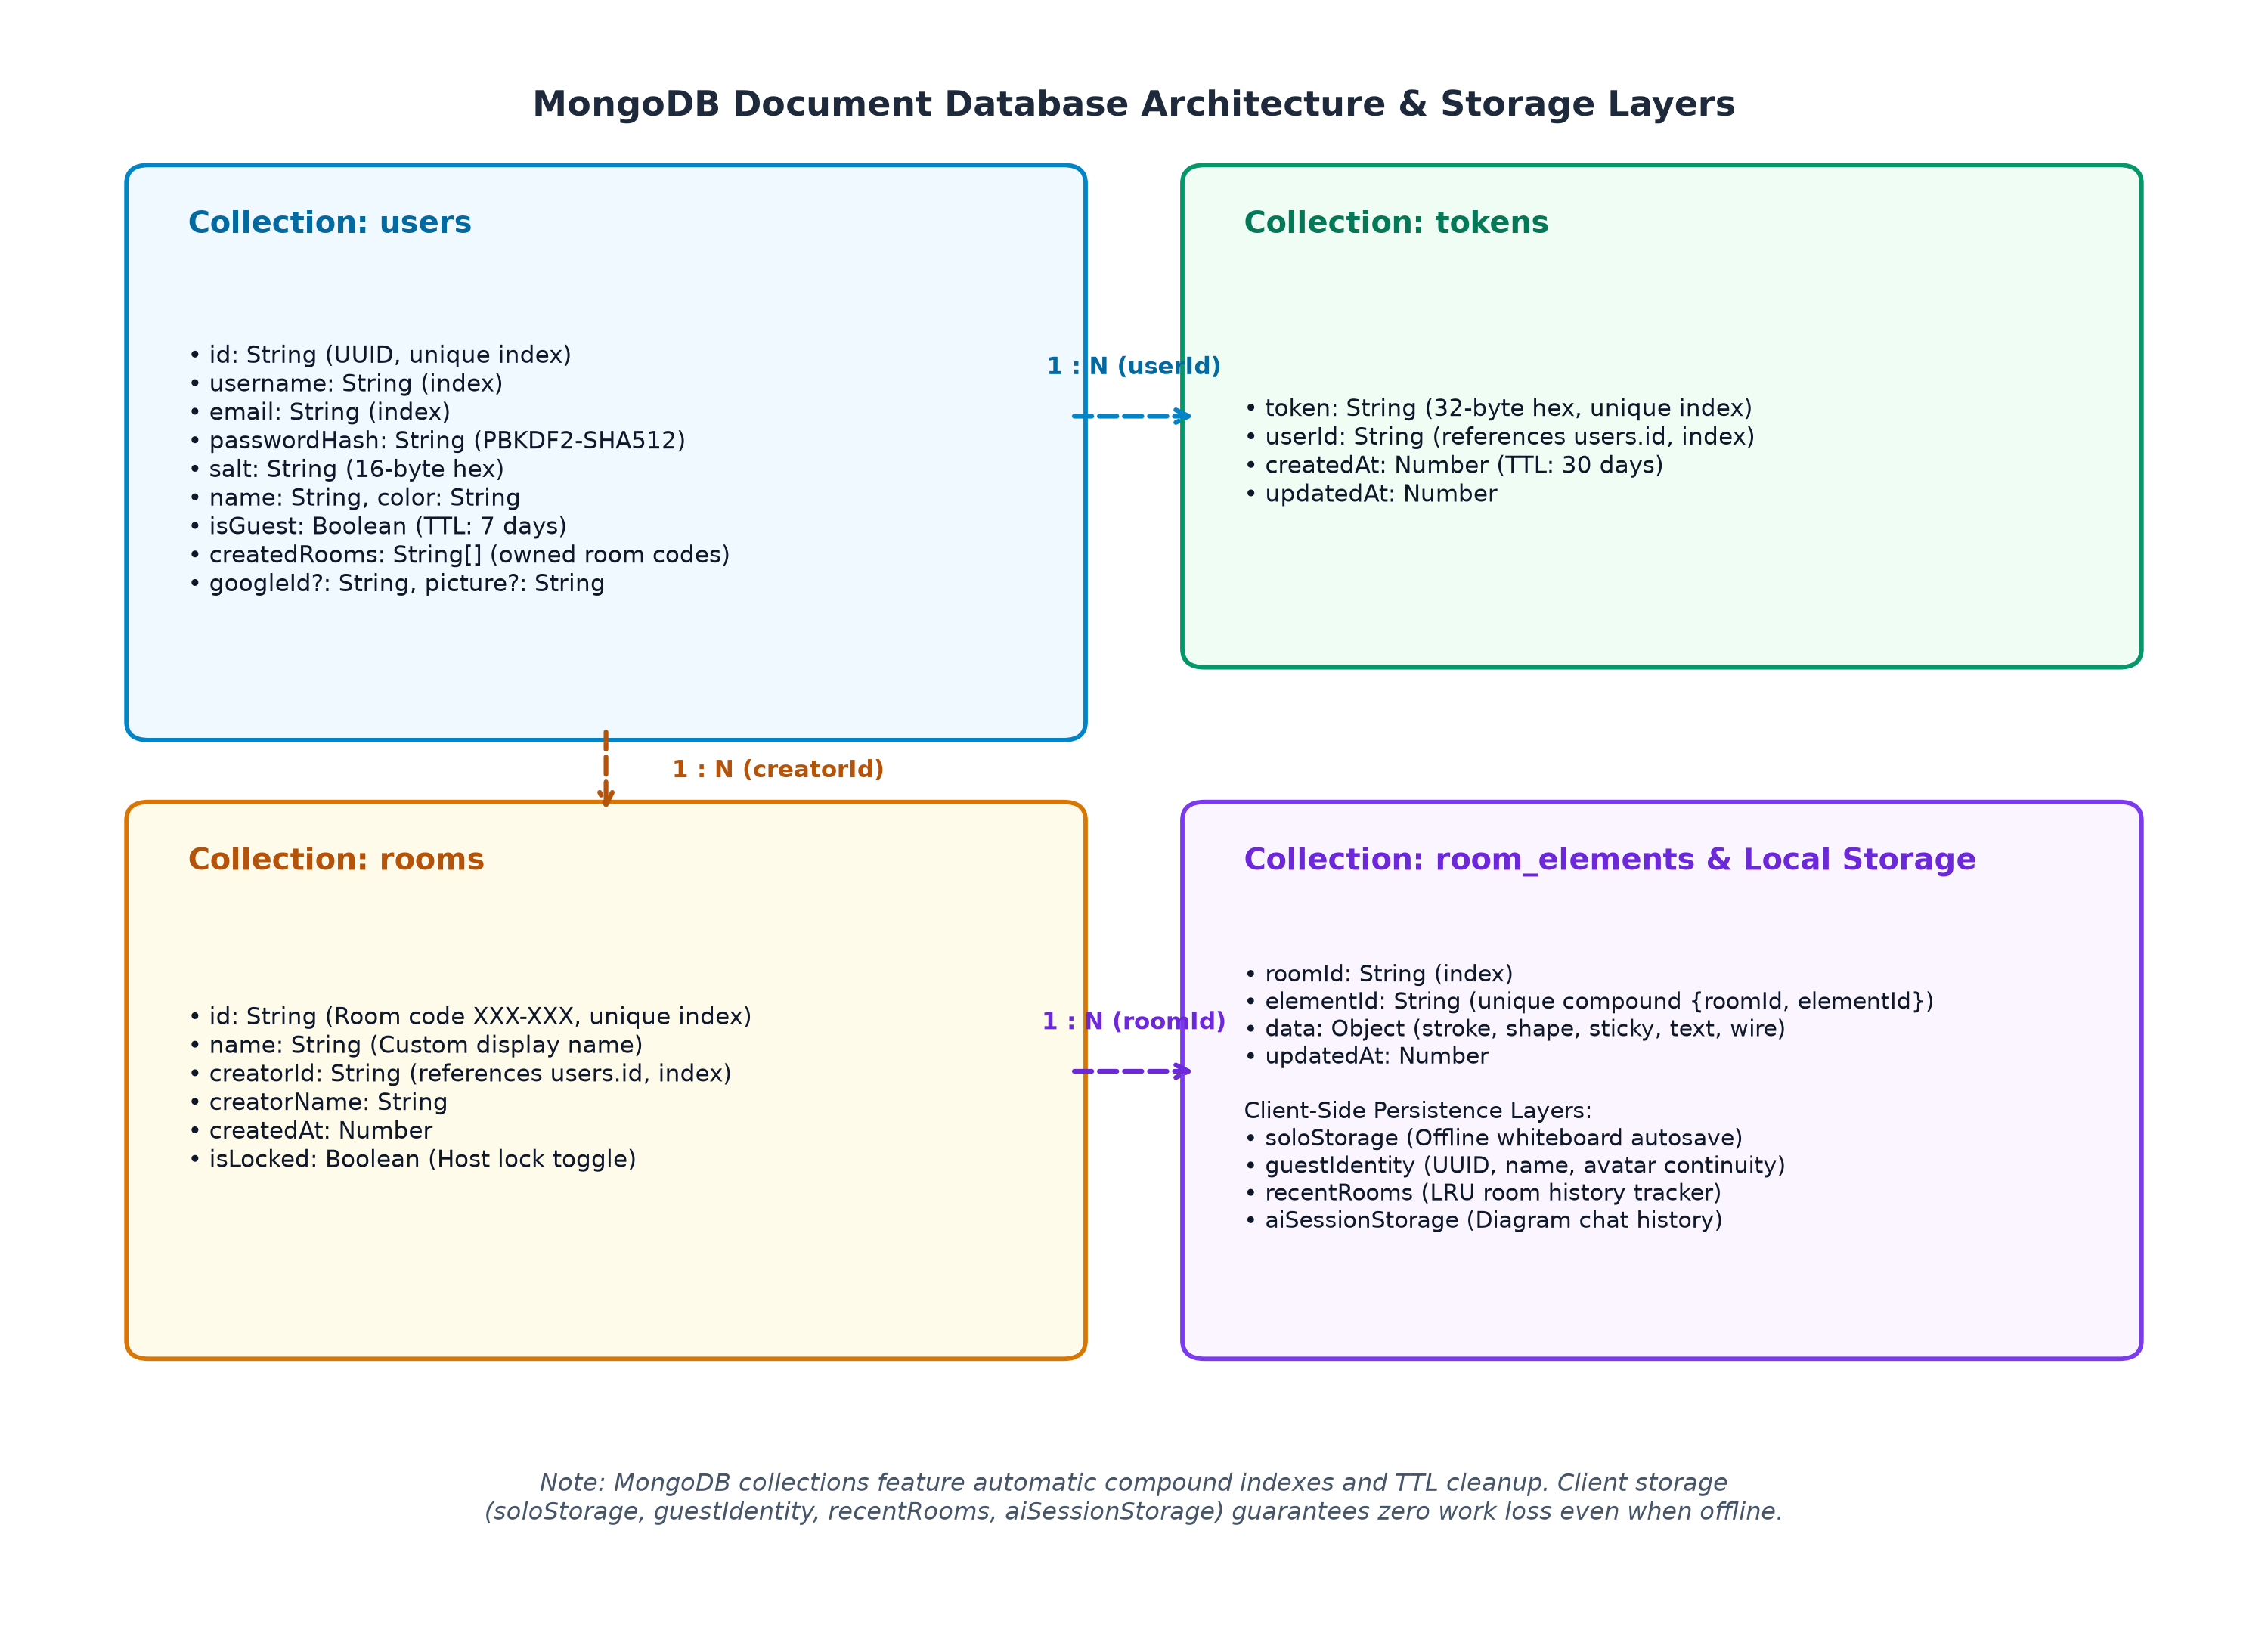 MongoDB Document Database Architecture & Storage Layers
Collection: users
• id: String (UUID, unique index)
• username: String (index)
• email: String (index)
• passwordHash: String (PBKDF2-SHA512)
• salt: String (16-byte hex)
• name: String, color: String
• isGuest: Boolean (TTL: 7 days)
• createdRooms: String[] (owned room codes)
• googleId?: String, picture?: String
1 : N (userId)
Collection: tokens
• token: String (32-byte hex, unique index)
• userId: String (references users.id, index)
• createdAt: Number (TTL: 30 days)
• updatedAt: Number
1 : N (creatorId)
Collection: rooms
• id: String (Room code XXX-XXX, unique index)
• name: String (Custom display name)
• creatorId: String (references users.id, index)
• creatorName: String
• createdAt: Number
• isLocked: Boolean (Host lock toggle)
1 : N (roomId)
Collection: room_elements & Local Storage
• roomId: String (index)
• elementId: String (unique compound {roomId, elementId})
• data: Object (stroke, shape, sticky, text, wire)
• updatedAt: Number
Client-Side Persistence Layers:
• soloStorage (Offline whiteboard autosave)
• guestIdentity (UUID, name, avatar continuity)
• recentRooms (LRU room history tracker)
• aiSessionStorage (Diagram chat history)
Note: MongoDB collections feature automatic compound indexes and TTL cleanup. Client storage
(soloStorage, guestIdentity, recentRooms, aiSessionStorage) guarantees zero work loss even when offline.